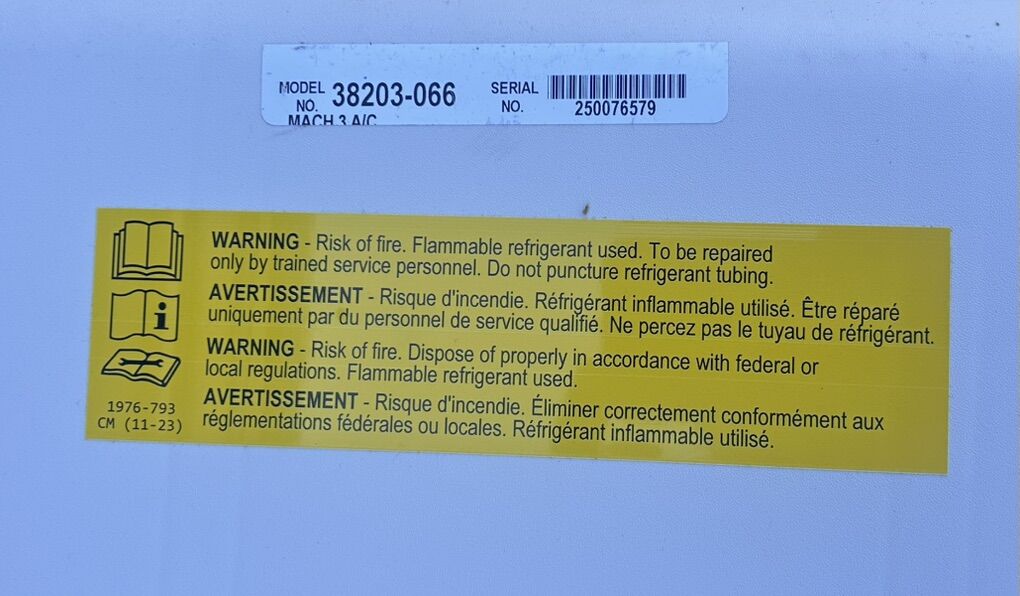 MODEL NO. 38203-066 SERIAL NO. 250076579
MACH 3 A/C
WARNING - Risk of fire. Flammable refrigerant used. To be repaired
only by trained service personnel. Do not puncture refrigerant tubing.
AVERTISSEMENT - Risque d'incendie. Réfrigérant inflammable utilisé. Être réparé
uniquement par du personnel de service qualifié. Ne percez pas le tuyau de réfrigérant.
WARNING - Risk of fire. Dispose of properly in accordance with federal or
local regulations. Flammable refrigerant used.
AVERTISSEMENT - Risque d'incendie. Éliminer correctement conformément aux
réglementations fédérales ou locales. Réfrigérant inflammable utilisé.
i
1976-793
CM (11-23)